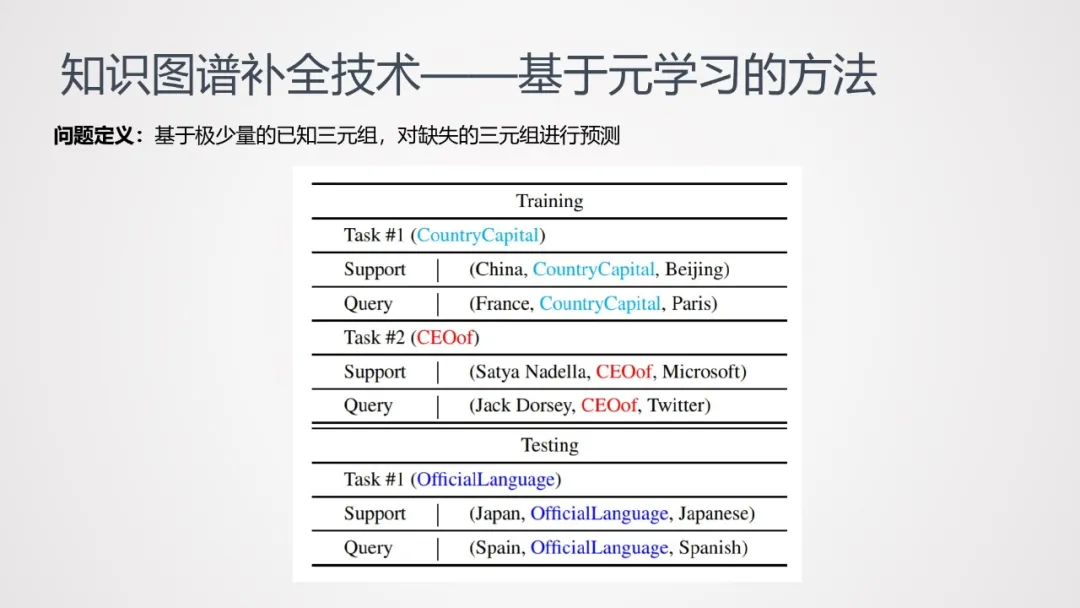 知识图谱补全技术——基于元学习的方法
问题定义：基于极少量的已知三元组，对缺失的三元组进行预测
Training
Task #1 (CountryCapital)
Support | (China, CountryCapital, Beijing)
Query | (France, CountryCapital, Paris)
Task #2 (CEOof)
Support | (Satya Nadella, CEOof, Microsoft)
Query | (Jack Dorsey, CEOof, Twitter)
Testing
Task #1 (OfficialLanguage)
Support | (Japan, OfficialLanguage, Japanese)
Query | (Spain, OfficialLanguage, Spanish)